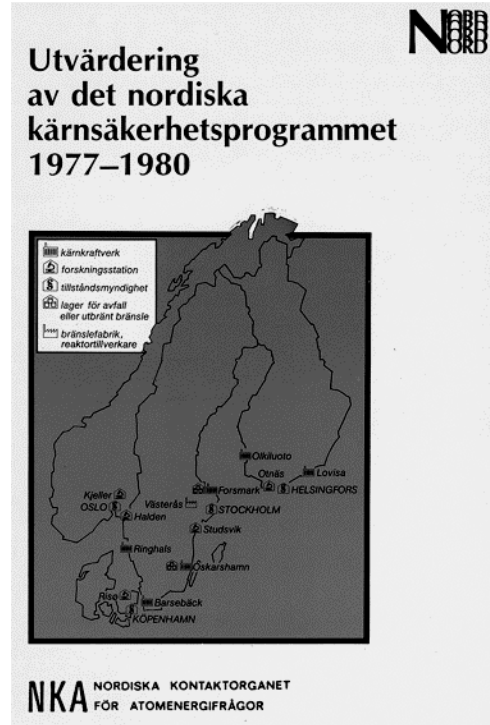 NORD
Utvärdering
av det nordiska
kärnsäkerhetsprogrammet
1977–1980
kärnkraftverk
forskningsstation
tillståndsmyndighet
lager för avfall
eller utbränt bränsle
bränslefabrik,
reaktortillverkare
Olkiluoto
Otnäs
Lovisa
HELSINGFORS
Forsmark
Kjeller
OSLO
Västerås
STOCKHOLM
Halden
Studsvik
Ringhals
Oskarshamn
Risø
Barsebäck
KÖPENHAMN
NKA NORDISKA KONTAKTORGANET
FÖR ATOMENERGIFRÅGOR